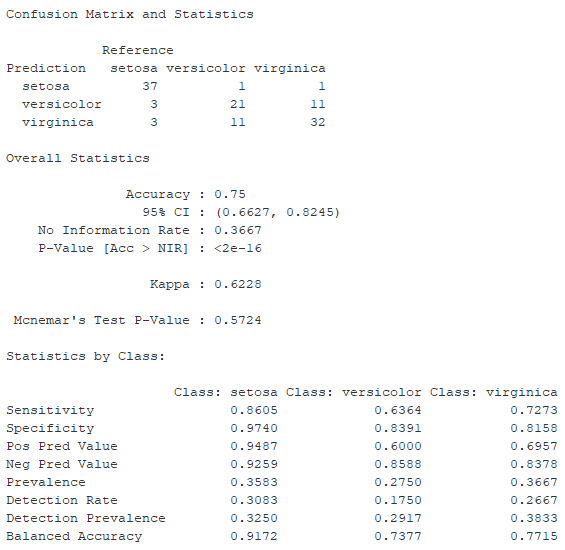 Confusion Matrix and Statistics
Reference
Prediction setosa versicolor virginica
setosa 37 1 1
versicolor 3 21 11
virginica 3 11 32
Overall Statistics
Accuracy : 0.75
95% CI : (0.6627, 0.8245)
No Information Rate : 0.3667
P-Value [Acc > NIR] : <2e-16
Kappa : 0.6228
Mcnemar's Test P-Value : 0.5724
Statistics by Class:
Class: setosa Class: versicolor Class: virginica
Sensitivity 0.8605 0.6364 0.7273
Specificity 0.9740 0.8391 0.8158
Pos Pred Value 0.9487 0.6000 0.6957
Neg Pred Value 0.9259 0.8588 0.8378
Prevalence 0.3583 0.2750 0.3667
Detection Rate 0.3083 0.1750 0.2667
Detection Prevalence 0.3250 0.2917 0.3833
Balanced Accuracy 0.9172 0.7377 0.7715